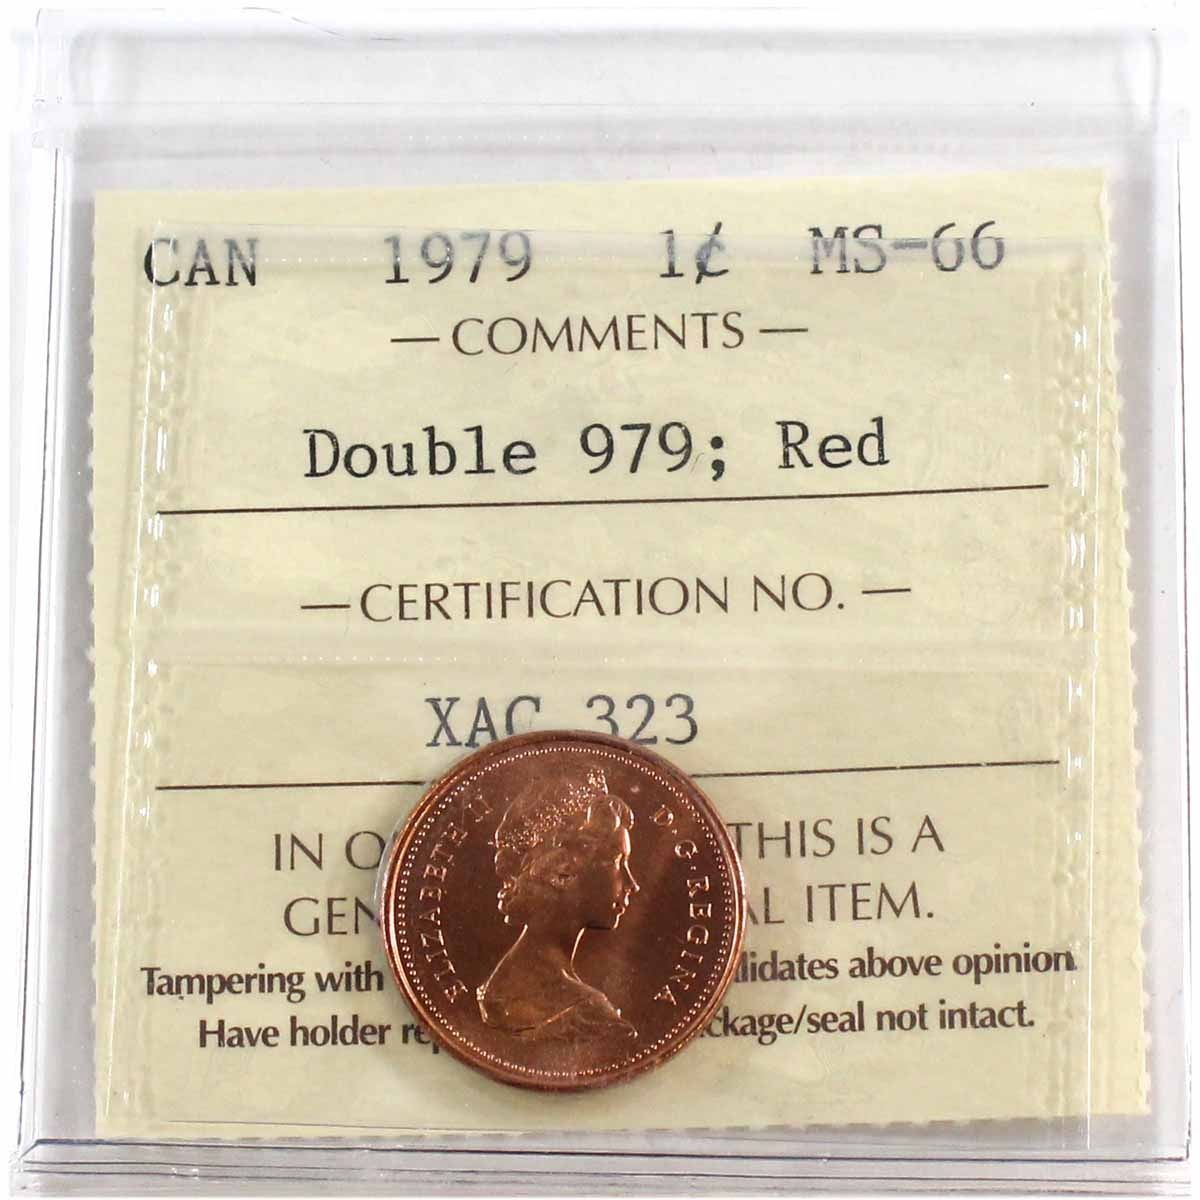 CAN 1979 1¢ MS-66
— COMMENTS —
Double 979; Red
— CERTIFICATION NO. —
XAC 323
IN O THIS IS A
GEN AL ITEM.
Tampering with lidates above opinion
Have holder rep ckage/seal not intact.
ELIZABETH II D·G·REGINA